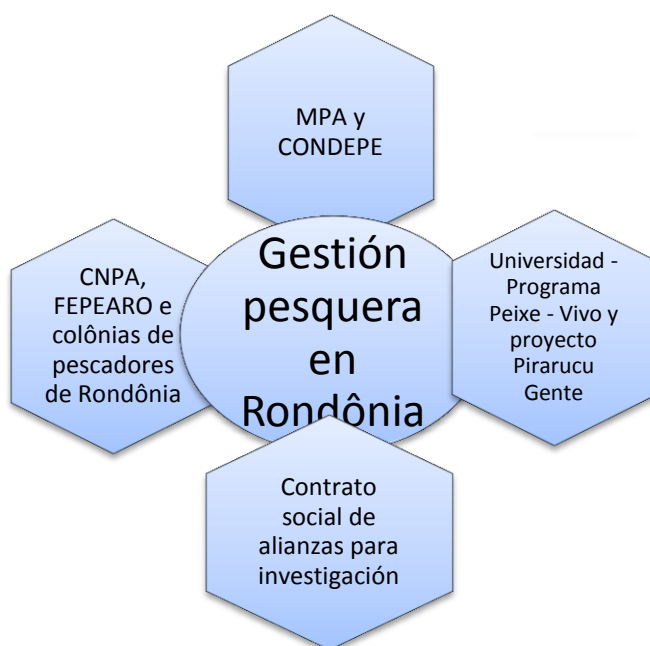 MPA y
CONDEPE
Gestión
pesquera
en
Rondônia
CNPA,
FEPEARO e
colônias de
pescadores
de Rondônia
Universidad -
Programa
Peixe - Vivo y
proyecto
Pirarucu
Gente
Contrato
social de
alianzas para
investigación